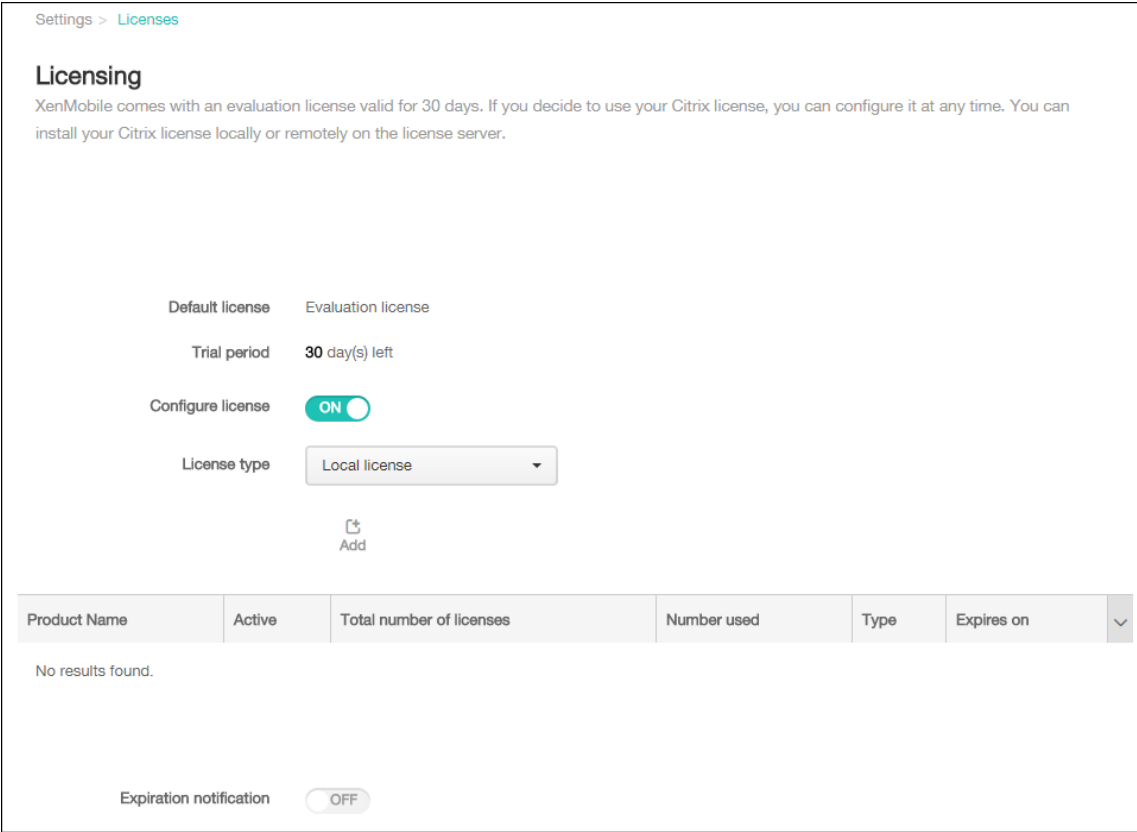 Settings > Licenses
Licensing
XenMobile comes with an evaluation license valid for 30 days. If you decide to use your Citrix license, you can configure it at any time. You can
install your Citrix license locally or remotely on the license server.
Default license Evaluation license
Trial period 30 day(s) left
Configure license ON
License type Local license
Add
Product Name Active Total number of licenses Number used Type Expires on
No results found.
Expiration notification OFF